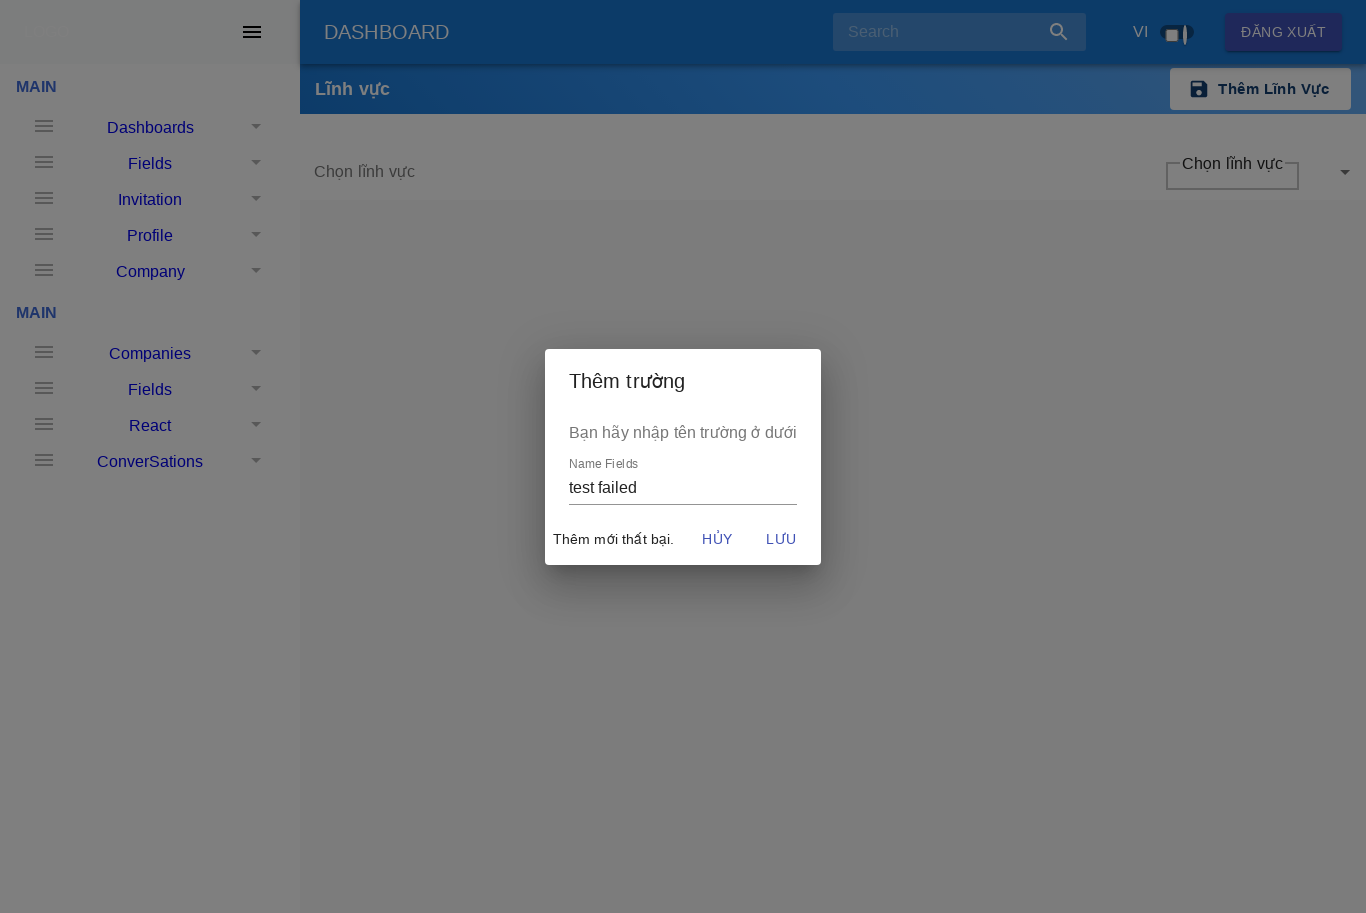 DASHBOARD
Search
VI
ĐĂNG XUẤT
MAIN
Dashboards
Fields
Invitation
Profile
Company
MAIN
Companies
Fields
React
ConverSations
Lĩnh vực
Thêm Lĩnh Vực
Chọn lĩnh vực
Chọn lĩnh vực
Thêm trường
Bạn hãy nhập tên trường ở dưới
Name Fields
test failed
Thêm mới thất bại.
HỦY
LƯU